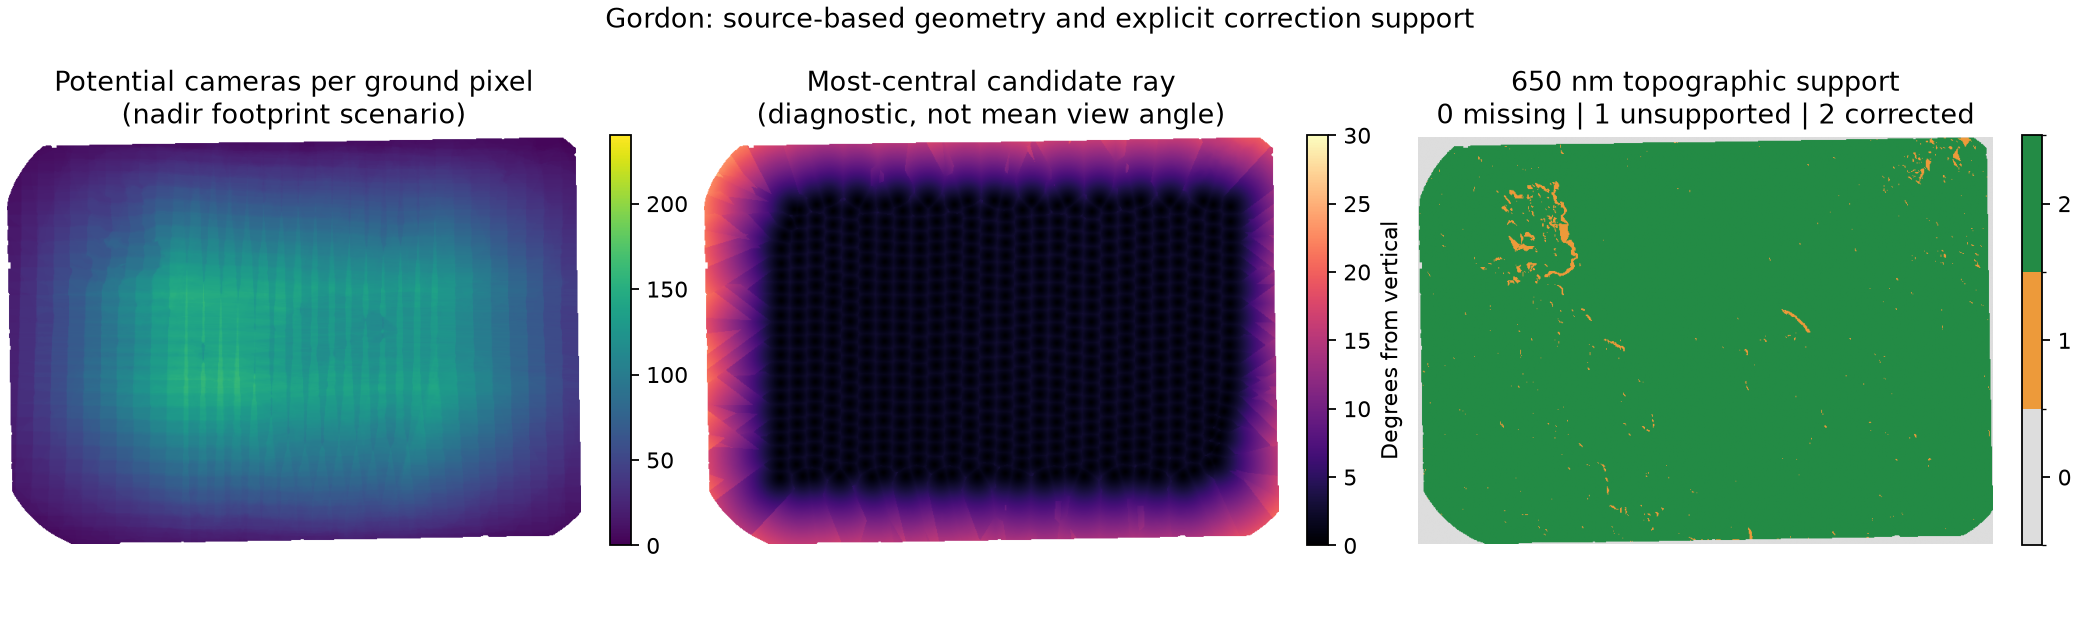 Gordon: source-based geometry and explicit correction support
Potential cameras per ground pixel
(nadir footprint scenario)
200
150
100
50
0
Most-central candidate ray
(diagnostic, not mean view angle)
30
25
20
15
10
5
0
Degrees from vertical
650 nm topographic support
0 missing | 1 unsupported | 2 corrected
2
1
0